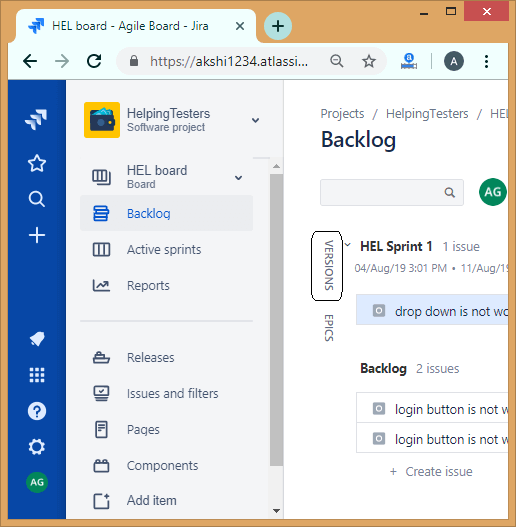 HEL board - Agile Board - Jira
https://akshi1234.atlassi...
A
HelpingTesters
Software project
HEL board
Board
Backlog
Active sprints
Reports
Releases
Issues and filters
Pages
Components
Add item
AG
Projects / HelpingTesters / HEL
Backlog
AG
VERSIONS
EPICS
HEL Sprint 1 1 issue
04/Aug/19 3:01 PM • 11/Aug/19
drop down is not wo
Backlog 2 issues
login button is not w
login button is not w
+ Create issue